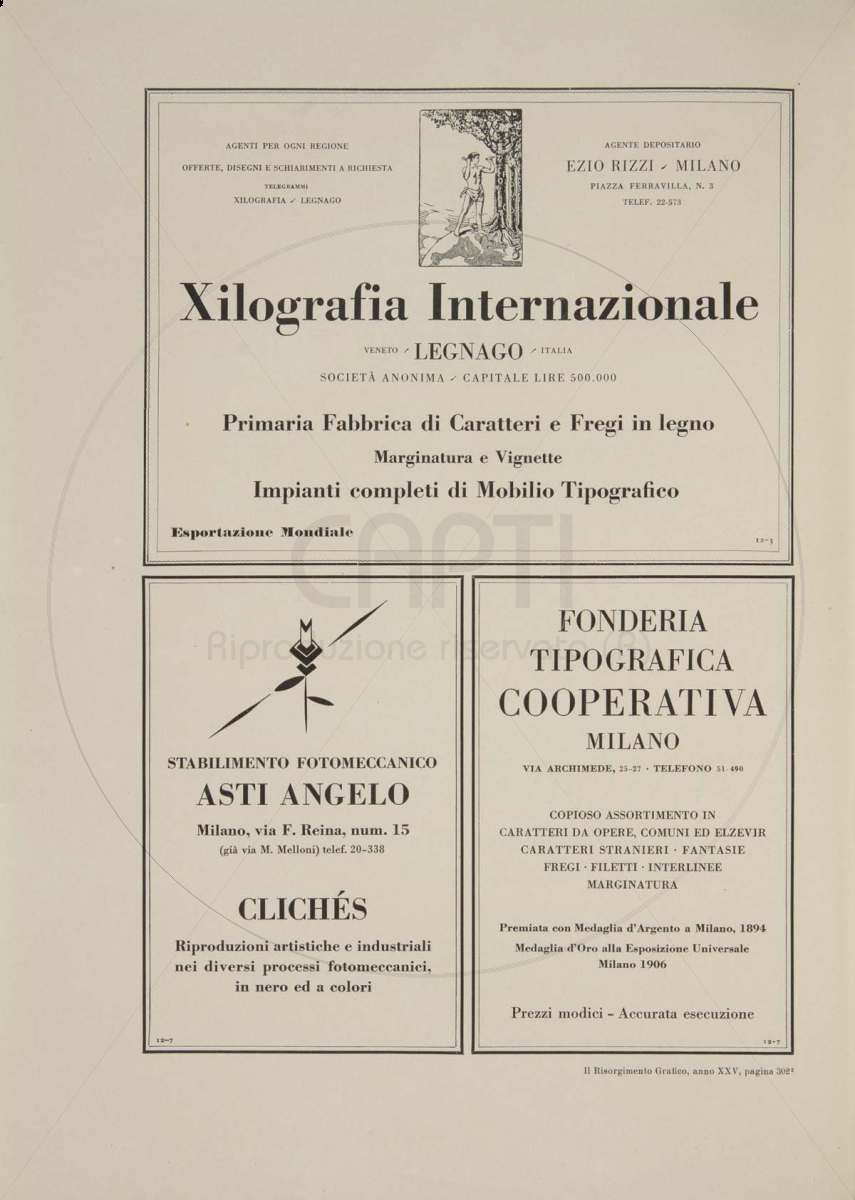 AGENTI PER OGNI REGIONE
OFFERTE, DISEGNI E SCHIARIMENTI A RICHIESTA
TELEGRAMMI
XILOGRAFIA ⁄ LEGNAGO
AGENTE DEPOSITARIO
EZIO RIZZI ⁄ MILANO
PIAZZA FERRAVILLA, N. 3
TELEF. 22-573
Xilografia Internazionale
VENETO ⁄ LEGNAGO ⁄ ITALIA
SOCIETÀ ANONIMA ⁄ CAPITALE LIRE 500.000
Primaria Fabbrica di Caratteri e Fregi in legno
Marginatura e Vignette
Impianti completi di Mobilio Tipografico
Esportazione Mondiale
12-3
CAPTI
Riproduzione riservata (R)
STABILIMENTO FOTOMECCANICO
ASTI ANGELO
Milano, via F. Reina, num. 15
(già via M. Melloni) telef. 20-338
CLICHÉS
Riproduzioni artistiche e industriali
nei diversi processi fotomeccanici,
in nero ed a colori
12-7
FONDERIA
TIPOGRAFICA
COOPERATIVA
MILANO
VIA ARCHIMEDE, 25-27 · TELEFONO 51-490
COPIOSO ASSORTIMENTO IN
CARATTERI DA OPERE, COMUNI ED ELZEVIR
CARATTERI STRANIERI · FANTASIE
FREGI · FILETTI · INTERLINEE
MARGINATURA
Premiata con Medaglia d'Argento a Milano, 1894
Medaglia d'Oro alla Esposizione Universale
Milano 1906
Prezzi modici – Accurata esecuzione
12-7
Il Risorgimento Grafico, anno XXV, pagina 302ª